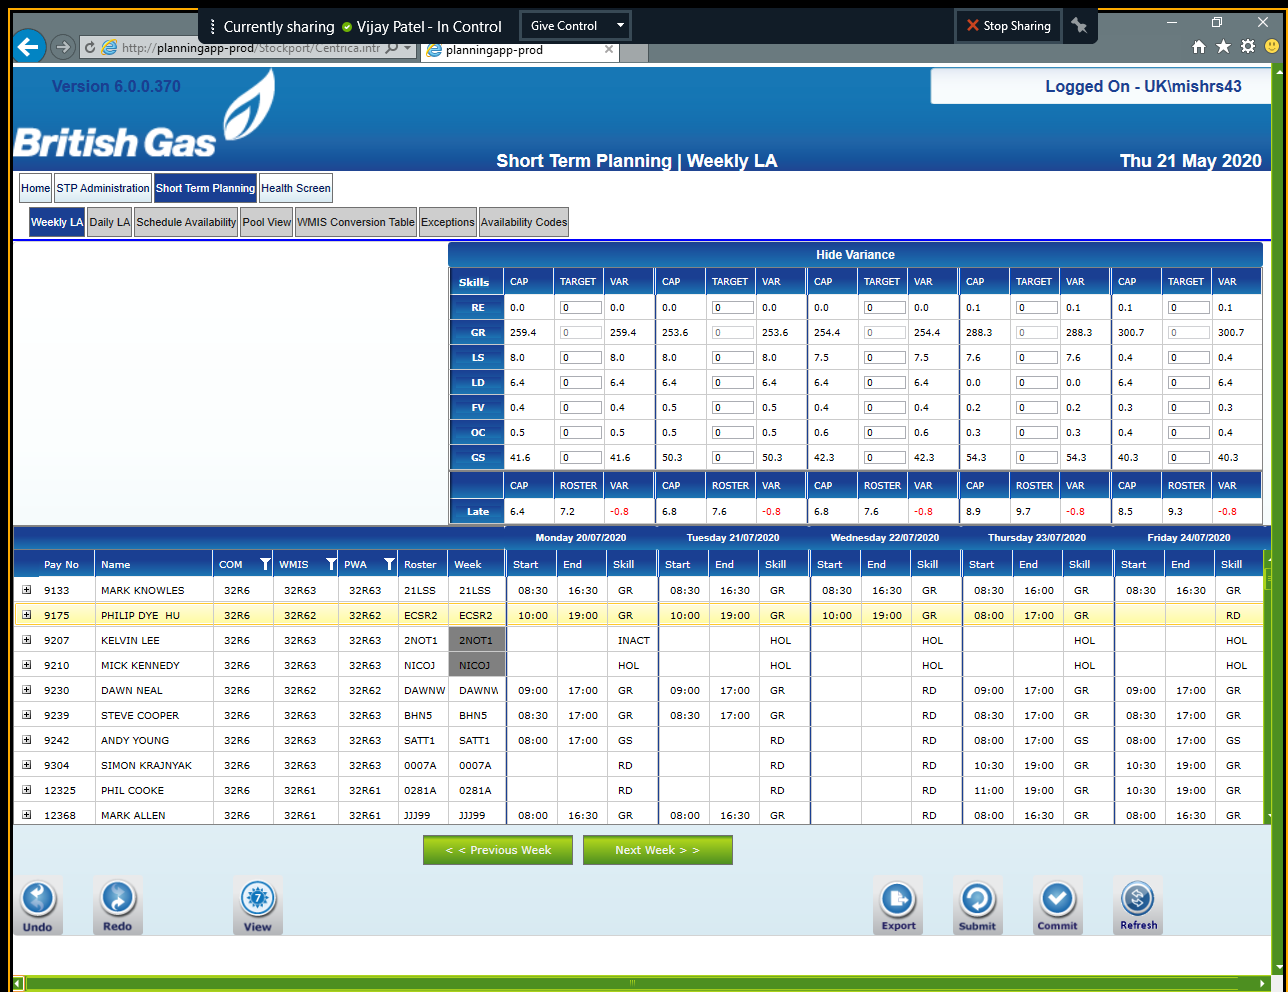 Currently sharing Vijay Patel - In Control Give Control Stop Sharing
http://planningapp-prod/Stockport/Centrica.intr planningapp-prod
Version 6.0.0.370 Logged On - UK\mishrs43
British Gas
Short Term Planning | Weekly LA Thu 21 May 2020
Home STP Administration Short Term Planning Health Screen
Weekly LA Daily LA Schedule Availability Pool View WMIS Conversion Table Exceptions Availability Codes
Hide Variance
Skills CAP TARGET VAR CAP TARGET VAR CAP TARGET VAR CAP TARGET VAR CAP TARGET VAR
RE 0.0 0 0.0 0.0 0 0.0 0.0 0 0.0 0.1 0 0.1 0.1 0 0.1
GR 259.4 0 259.4 253.6 0 253.6 254.4 0 254.4 288.3 0 288.3 300.7 0 300.7
LS 8.0 0 8.0 8.0 0 8.0 7.5 0 7.5 7.6 0 7.6 0.4 0 0.4
LD 6.4 0 6.4 6.4 0 6.4 6.4 0 6.4 0.0 0 0.0 6.4 0 6.4
FV 0.4 0 0.4 0.5 0 0.5 0.4 0 0.4 0.2 0 0.2 0.3 0 0.3
OC 0.5 0 0.5 0.5 0 0.5 0.6 0 0.6 0.3 0 0.3 0.4 0 0.4
GS 41.6 0 41.6 50.3 0 50.3 42.3 0 42.3 54.3 0 54.3 40.3 0 40.3
CAP ROSTER VAR CAP ROSTER VAR CAP ROSTER VAR CAP ROSTER VAR CAP ROSTER VAR
Late 6.4 7.2 -0.8 6.8 7.6 -0.8 6.8 7.6 -0.8 8.9 9.7 -0.8 8.5 9.3 -0.8
Monday 20/07/2020 Tuesday 21/07/2020 Wednesday 22/07/2020 Thursday 23/07/2020 Friday 24/07/2020
Pay No Name COM WMIS PWA Roster Week Start End Skill Start End Skill Start End Skill Start End Skill Start End Skill
9133 MARK KNOWLES 32R6 32R63 32R63 21LSS 21LSS 08:30 16:30 GR 08:30 16:30 GR 08:30 16:30 GR 08:30 16:00 GR 08:30 16:30 GR
9175 PHILIP DYE HU 32R6 32R62 32R62 ECSR2 ECSR2 10:00 19:00 GR 10:00 19:00 GR 10:00 19:00 GR 08:00 17:00 GR RD
9207 KELVIN LEE 32R6 32R63 32R63 2NOT1 2NOT1 INACT HOL HOL HOL HOL
9210 MICK KENNEDY 32R6 32R63 32R63 NICOJ NICOJ HOL HOL HOL HOL HOL
9230 DAWN NEAL 32R6 32R62 32R62 DAWNW DAWNW 09:00 17:00 GR 09:00 17:00 GR RD 09:00 17:00 GR 09:00 17:00 GR
9239 STEVE COOPER 32R6 32R63 32R63 BHN5 BHN5 08:30 17:00 GR 08:30 17:00 GR RD 08:30 17:00 GR 08:30 17:00 GR
9242 ANDY YOUNG 32R6 32R63 32R63 SATT1 SATT1 08:00 17:00 GS RD RD 08:00 17:00 GS 08:00 17:00 GS
9304 SIMON KRAJNYAK 32R6 32R63 32R63 0007A 0007A RD RD RD 10:30 19:00 GR 10:30 19:00 GR
12325 PHIL COOKE 32R6 32R61 32R61 0281A 0281A RD RD RD 11:00 19:00 GR 10:30 19:00 GR
12368 MARK ALLEN 32R6 32R61 32R61 JJJ99 JJJ99 08:00 16:30 GR 08:00 16:30 GR RD 08:00 16:30 GR 08:00 16:30 GR
< < Previous Week Next Week > >
7
Undo Redo View Export Submit Commit Refresh